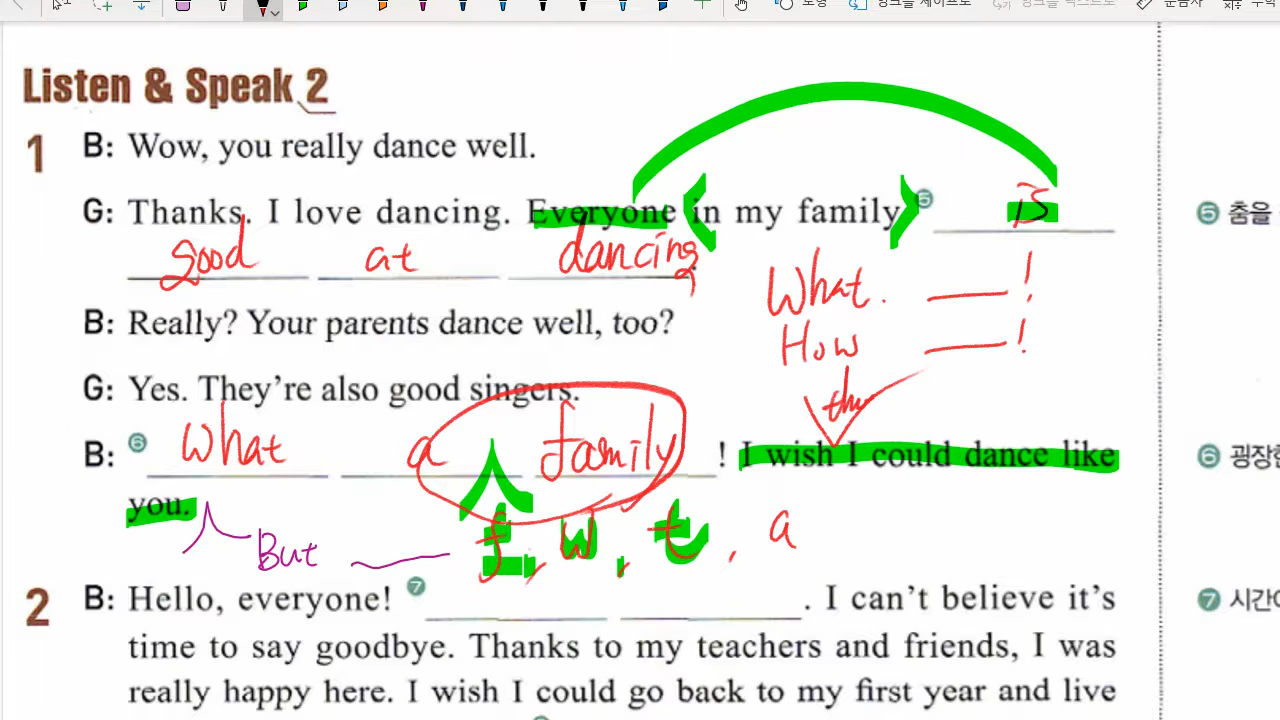 Listen & Speak 2
1 B: Wow, you really dance well.
G: Thanks. I love dancing. Everyone in my family ⑤ is
good at dancing
What. !
B: Really? Your parents dance well, too?
How !
G: Yes. They're also good singers.
B: ⑥ What a family ! I wish I could dance like
you.
But f, w, t, a
2 B: Hello, everyone! ⑦ . I can't believe it's
time to say goodbye. Thanks to my teachers and friends, I was
really happy here. I wish I could go back to my first year and live
⑤ 춤을
⑥ 굉장한
⑦ 시간이